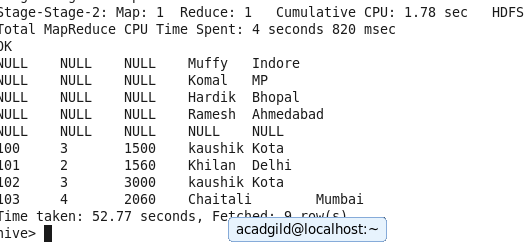 Stage-Stage-2: Map: 1  Reduce: 1   Cumulative CPU: 1.78 sec   HDFS
Total MapReduce CPU Time Spent: 4 seconds 820 msec
OK
NULL    NULL    NULL    Muffy   Indore
NULL    NULL    NULL    Komal   MP
NULL    NULL    NULL    Hardik  Bhopal
NULL    NULL    NULL    Ramesh  Ahmedabad
NULL    NULL    NULL    NULL    NULL
100     3       1500    kaushik Kota
101     2       1560    Khilan  Delhi
102     3       3000    kaushik Kota
103     4       2060    Chaitali        Mumbai
Time taken: 52.77 seconds, Fetched: 9 row(s)
hive>
acadgild@localhost:~